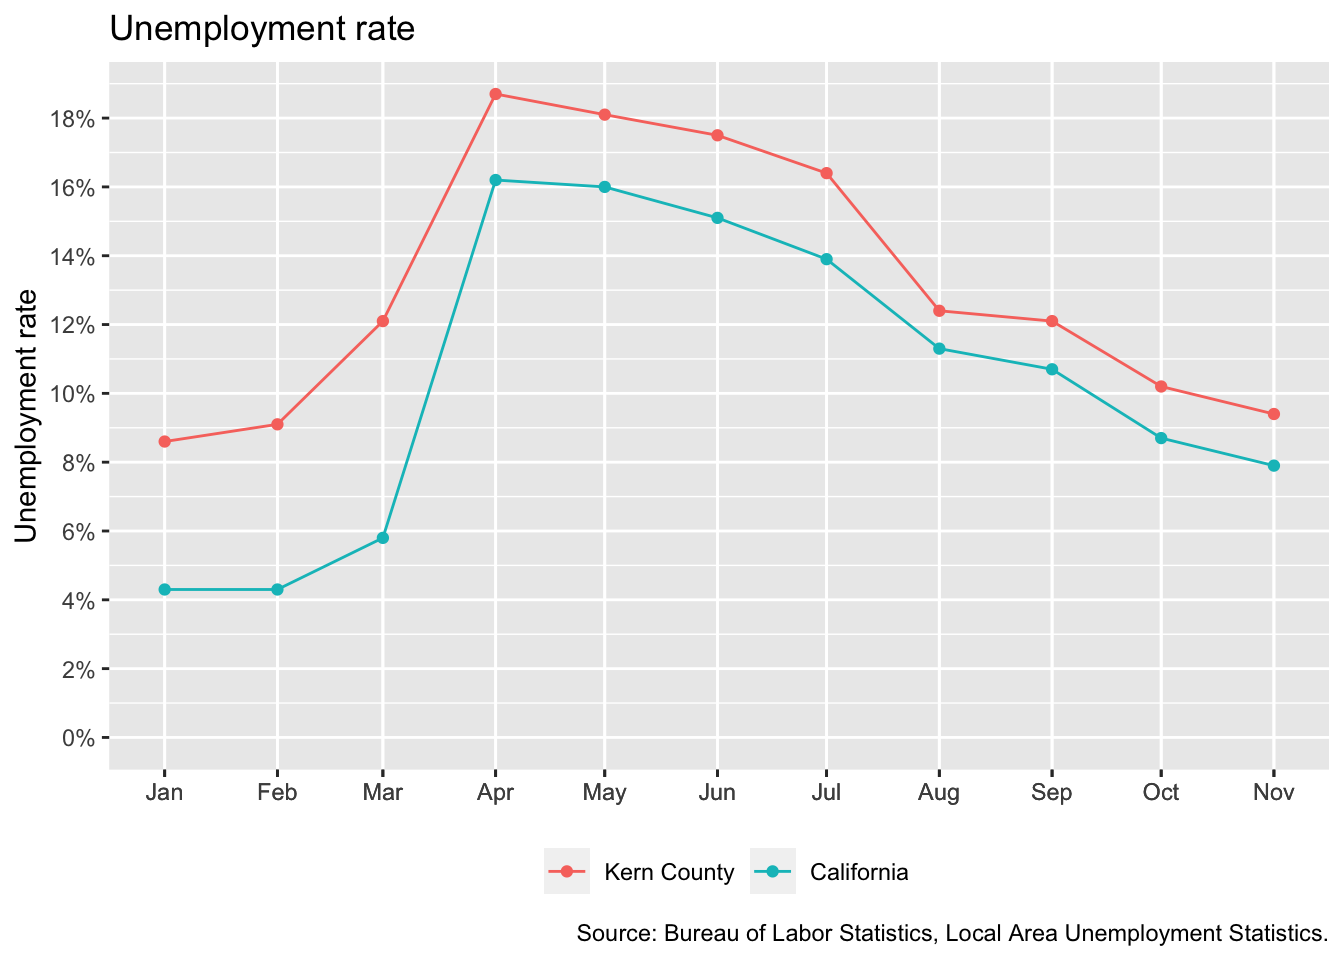 Unemployment rate
Unemployment rate
18%
16%
14%
12%
10%
8%
6%
4%
2%
0%
Jan Feb Mar Apr May Jun Jul Aug Sep Oct Nov
Kern County California
Source: Bureau of Labor Statistics, Local Area Unemployment Statistics.